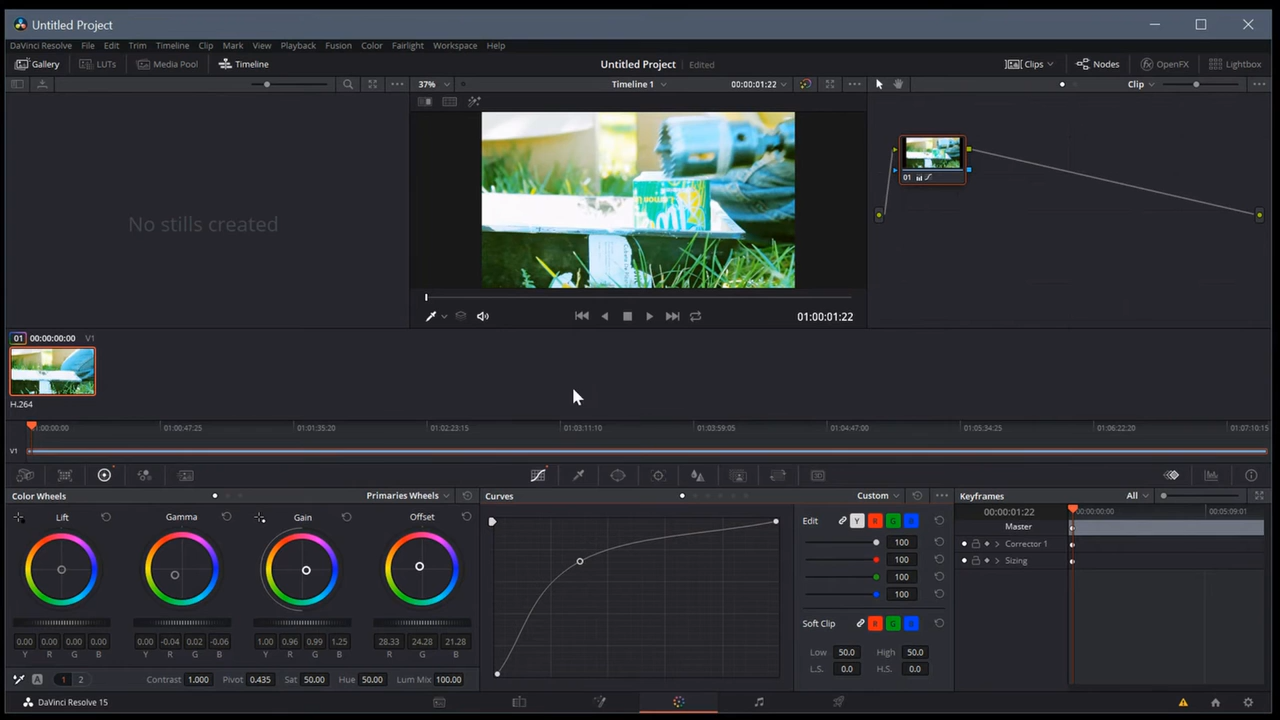 Untitled Project
DaVinci Resolve File Edit Trim Timeline Clip Mark View Playback Fusion Color Fairlight Workspace Help
Gallery LUTs Media Pool Timeline Untitled Project Edited Clips Nodes OpenFX Lightbox
37% Timeline 1 00:00:01:22 Clip
No stills created
01
01:00:01:22
01 00:00:00:00 V1
H.264
00:00:00 01:00:47:25 01:01:35:20 01:02:23:15 01:03:11:10 01:03:59:05 01:04:47:00 01:05:34:25 01:06:22:20 01:07:10:15
V1
Color Wheels Primaries Wheels Curves Custom Keyframes All
Lift Gamma Gain Offset Edit Y R G B 00:00:01:22 00:00:00 00:05:09:01
Master
100 Corrector 1
100 Sizing
100
100
Soft Clip R G B
0.00 0.00 0.00 0.00 0.00 -0.04 0.02 -0.06 1.00 0.96 0.99 1.25 28.33 24.28 21.28
Y R G B Y R G B Y R G B R G B
Low 50.0 High 50.0
L.S. 0.0 H.S. 0.0
A 1 2 Contrast 1.000 Pivot 0.435 Sat 50.00 Hue 50.00 Lum Mix 100.00
DaVinci Resolve 15